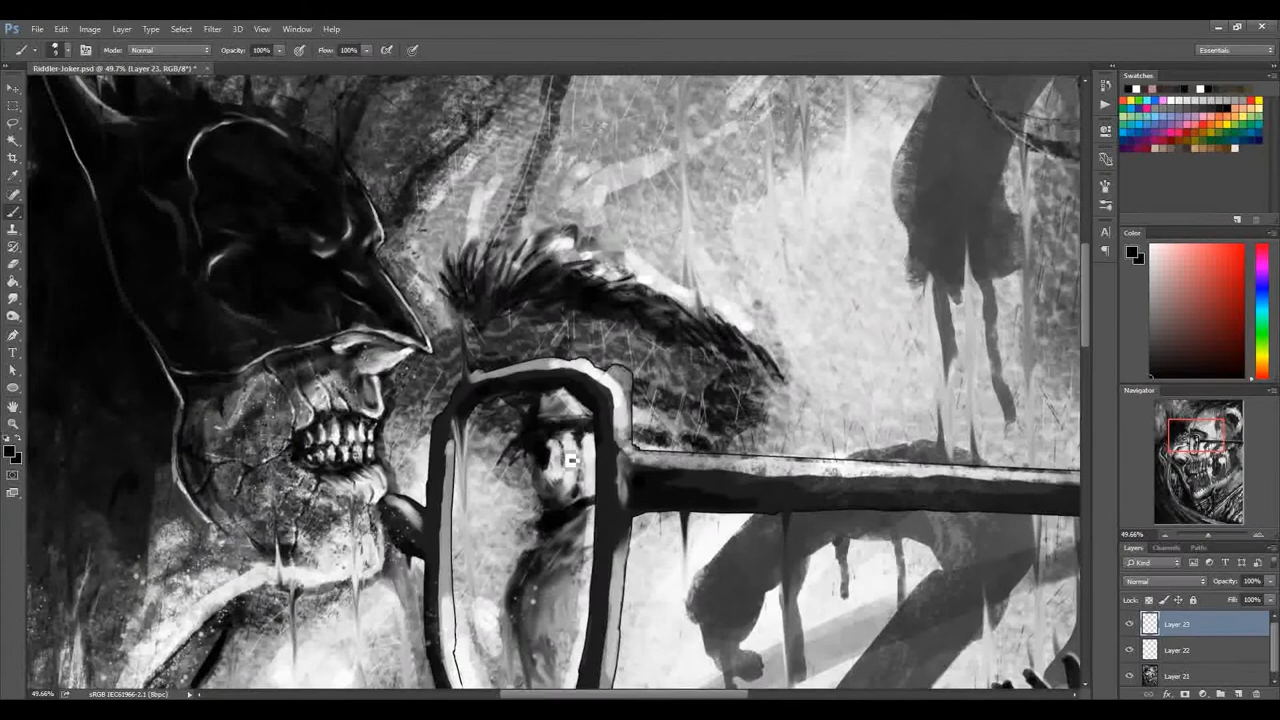 Ps File Edit Image Layer Type Select Filter 3D View Window Help
Mode: Normal Opacity: 100% Flow: 100% Essentials
Riddler-Joker.psd @ 49.7% (Layer 23, RGB/8*) * ×
Swatches
Color
Navigator
49.66%
Layers Channels Paths
Kind
Normal Opacity: 100%
Lock: Fill: 100%
Layer 23
Layer 22
Layer 21
49.66% sRGB IEC61966-2.1 (8bpc)